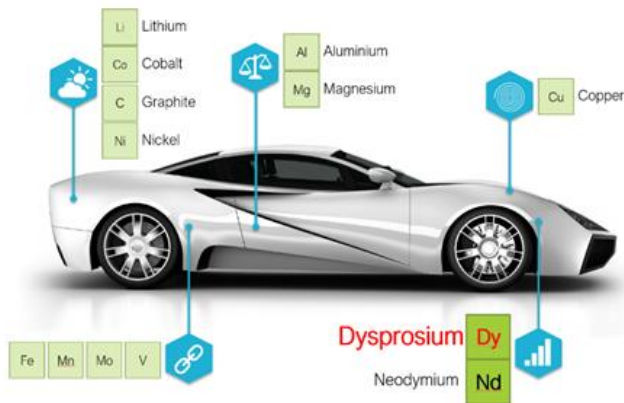 Li Lithium
Co Cobalt
C Graphite
Ni Nickel
Al Aluminium
Mg Magnesium
Cu Copper
Fe Mn Mo V
Dysprosium Dy
Neodymium Nd